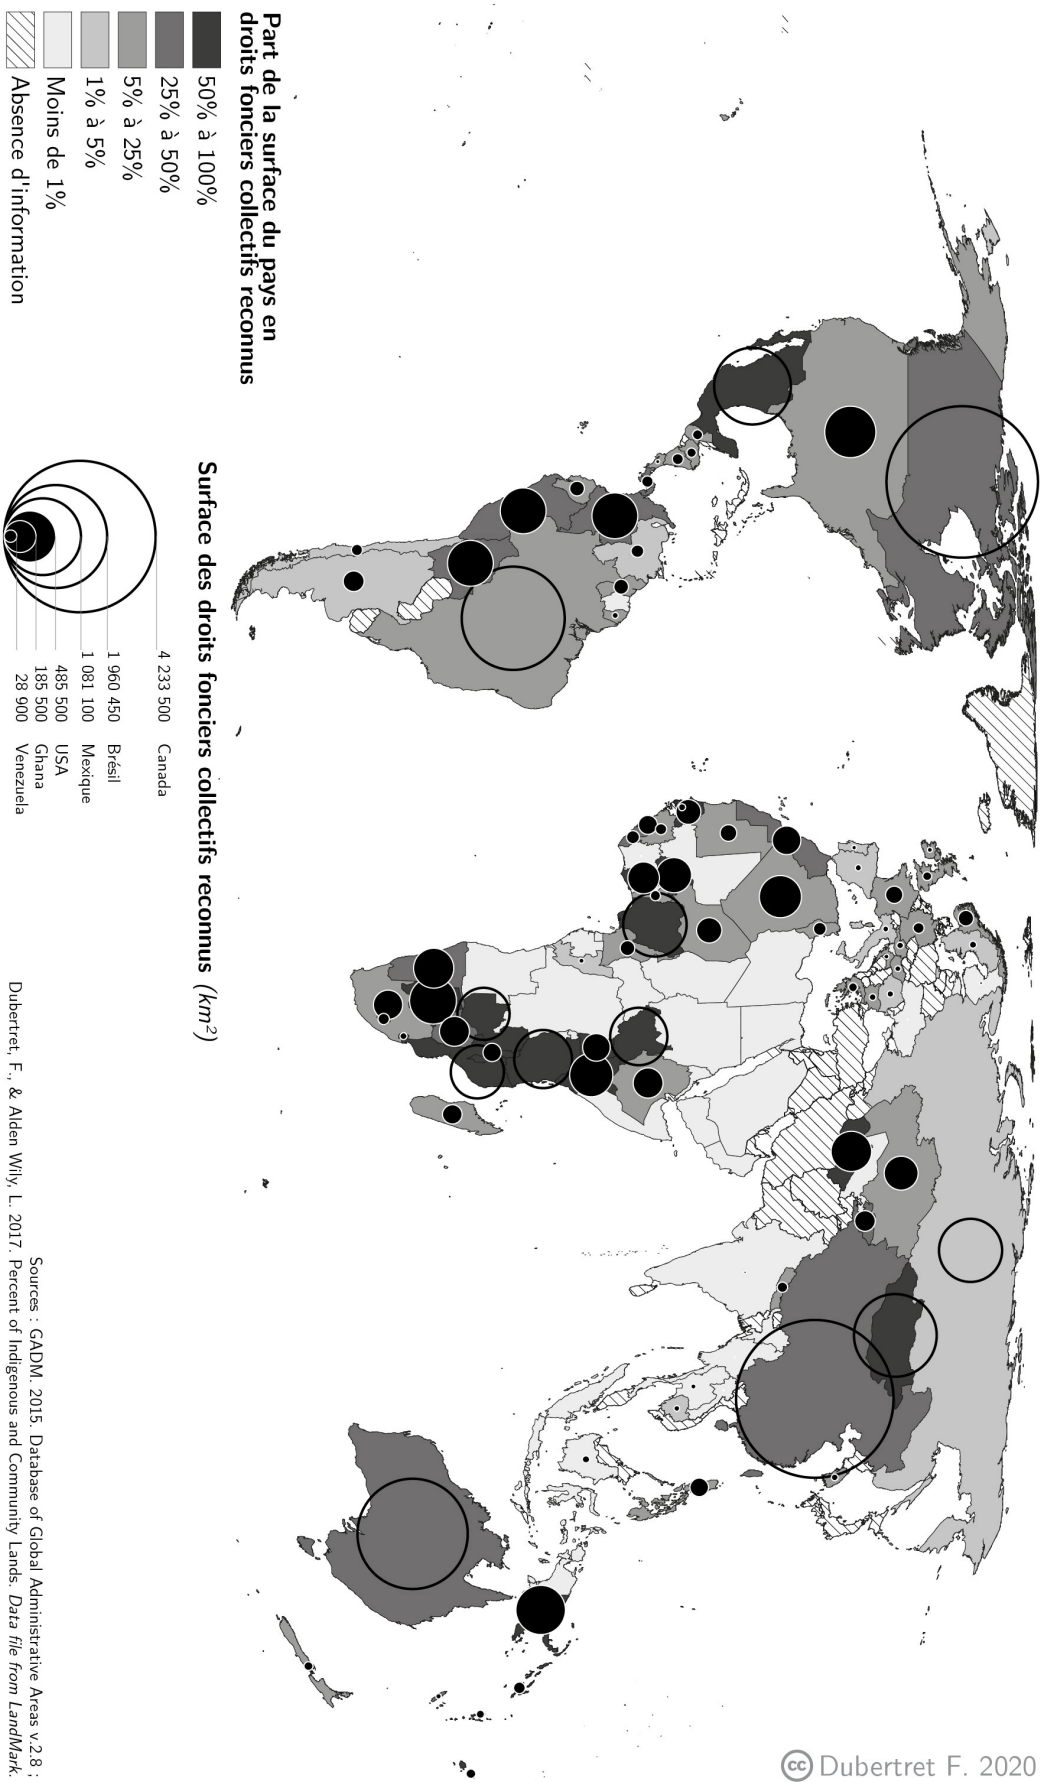 Part de la surface du pays en
droits fonciers collectifs reconnus
50% à 100%
25% à 50%
5% à 25%
1% à 5%
Moins de 1%
Absence d'information
Surface des droits fonciers collectifs reconnus (km²)
4 233 500 Canada
1 960 450 Brésil
1 081 100 Mexique
485 500 USA
185 500 Ghana
28 900 Venezuela
Sources : GADM. 2015. Database of Global Administrative Areas v.2.8 ;
Dubertret, F., & Alden Wily, L. 2017. Percent of Indigenous and Community Lands. Data file from LandMark.
cc Dubertret F. 2020